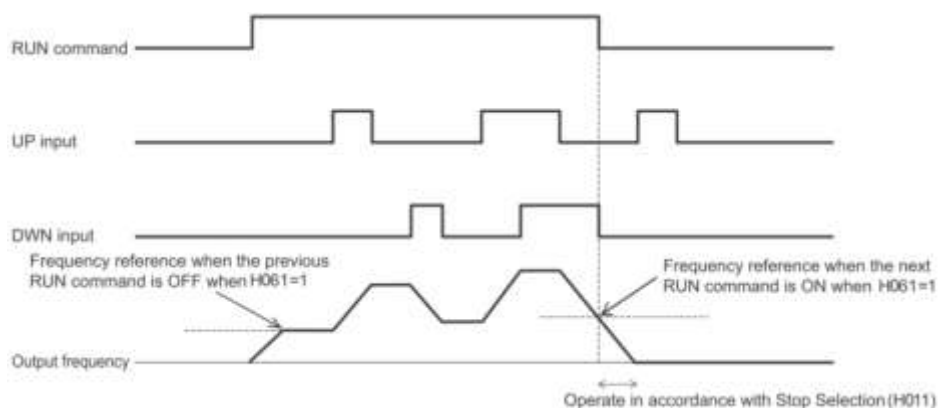 RUN command
UP input
DWN input
Frequency reference when the previous
RUN command is OFF when H061=1
Frequency reference when the next
RUN command is ON when H061=1
Output frequency
Operate in accordance with Stop Selection(H011)